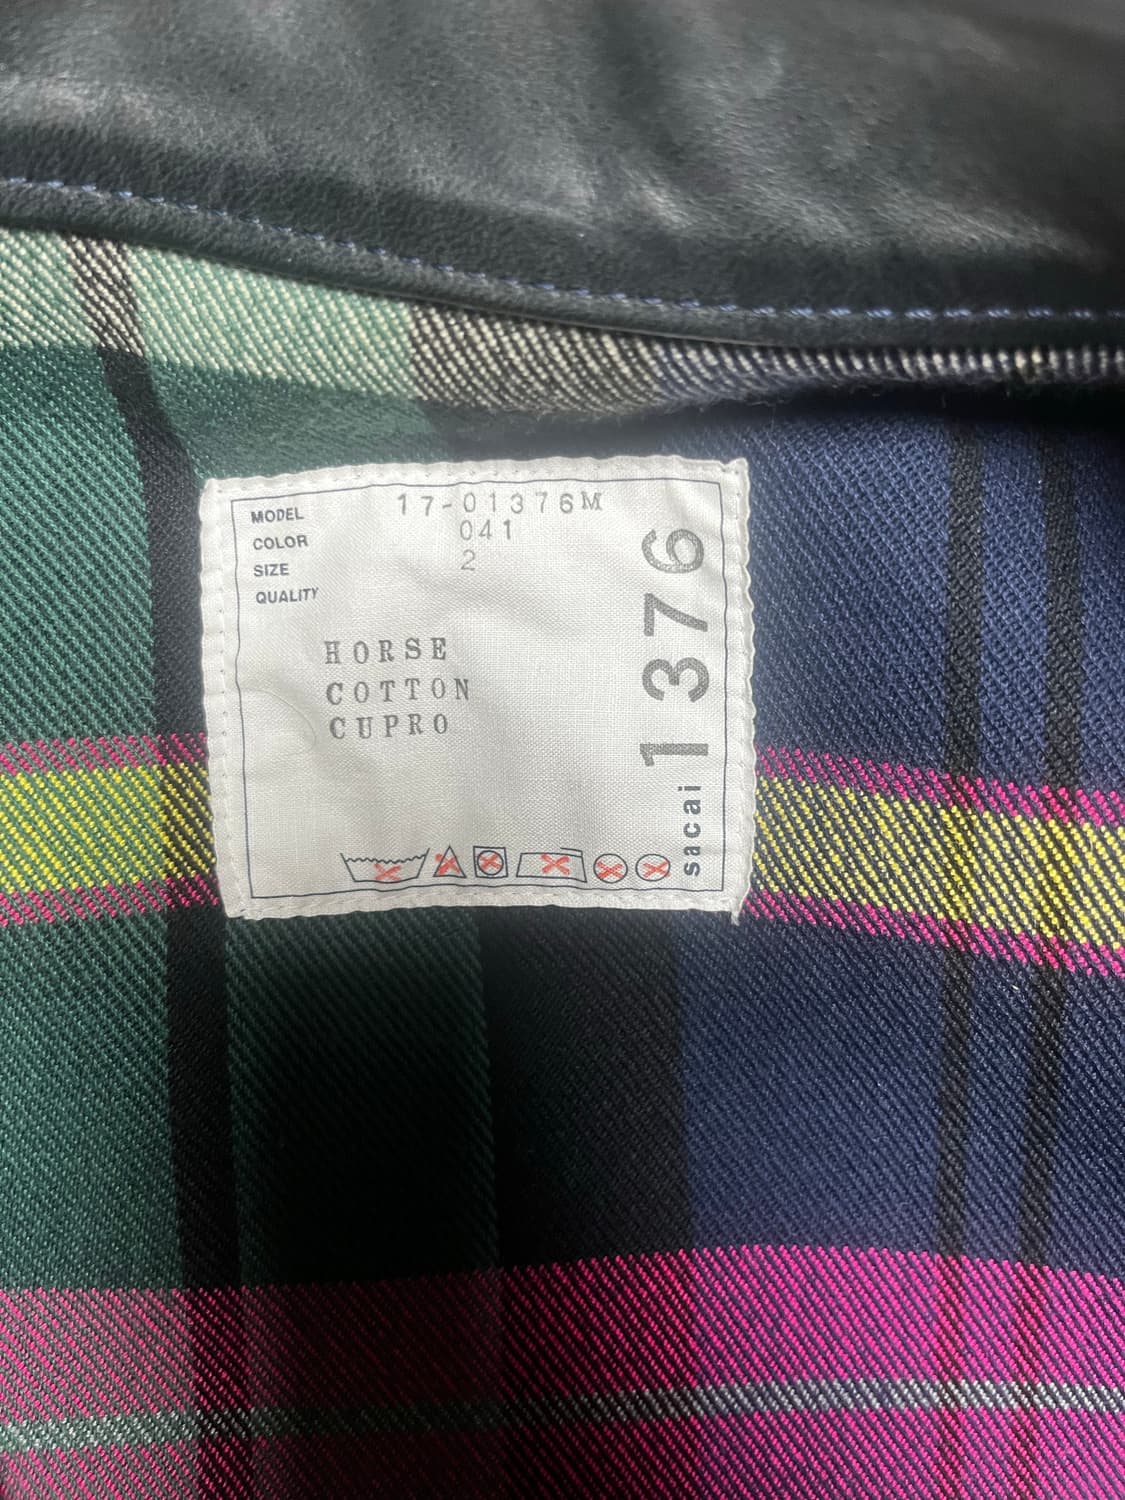 MODEL 17-01376M
COLOR 041
SIZE 2
QUALITY
HORSE
COTTON
CUPRO
sacai 1376